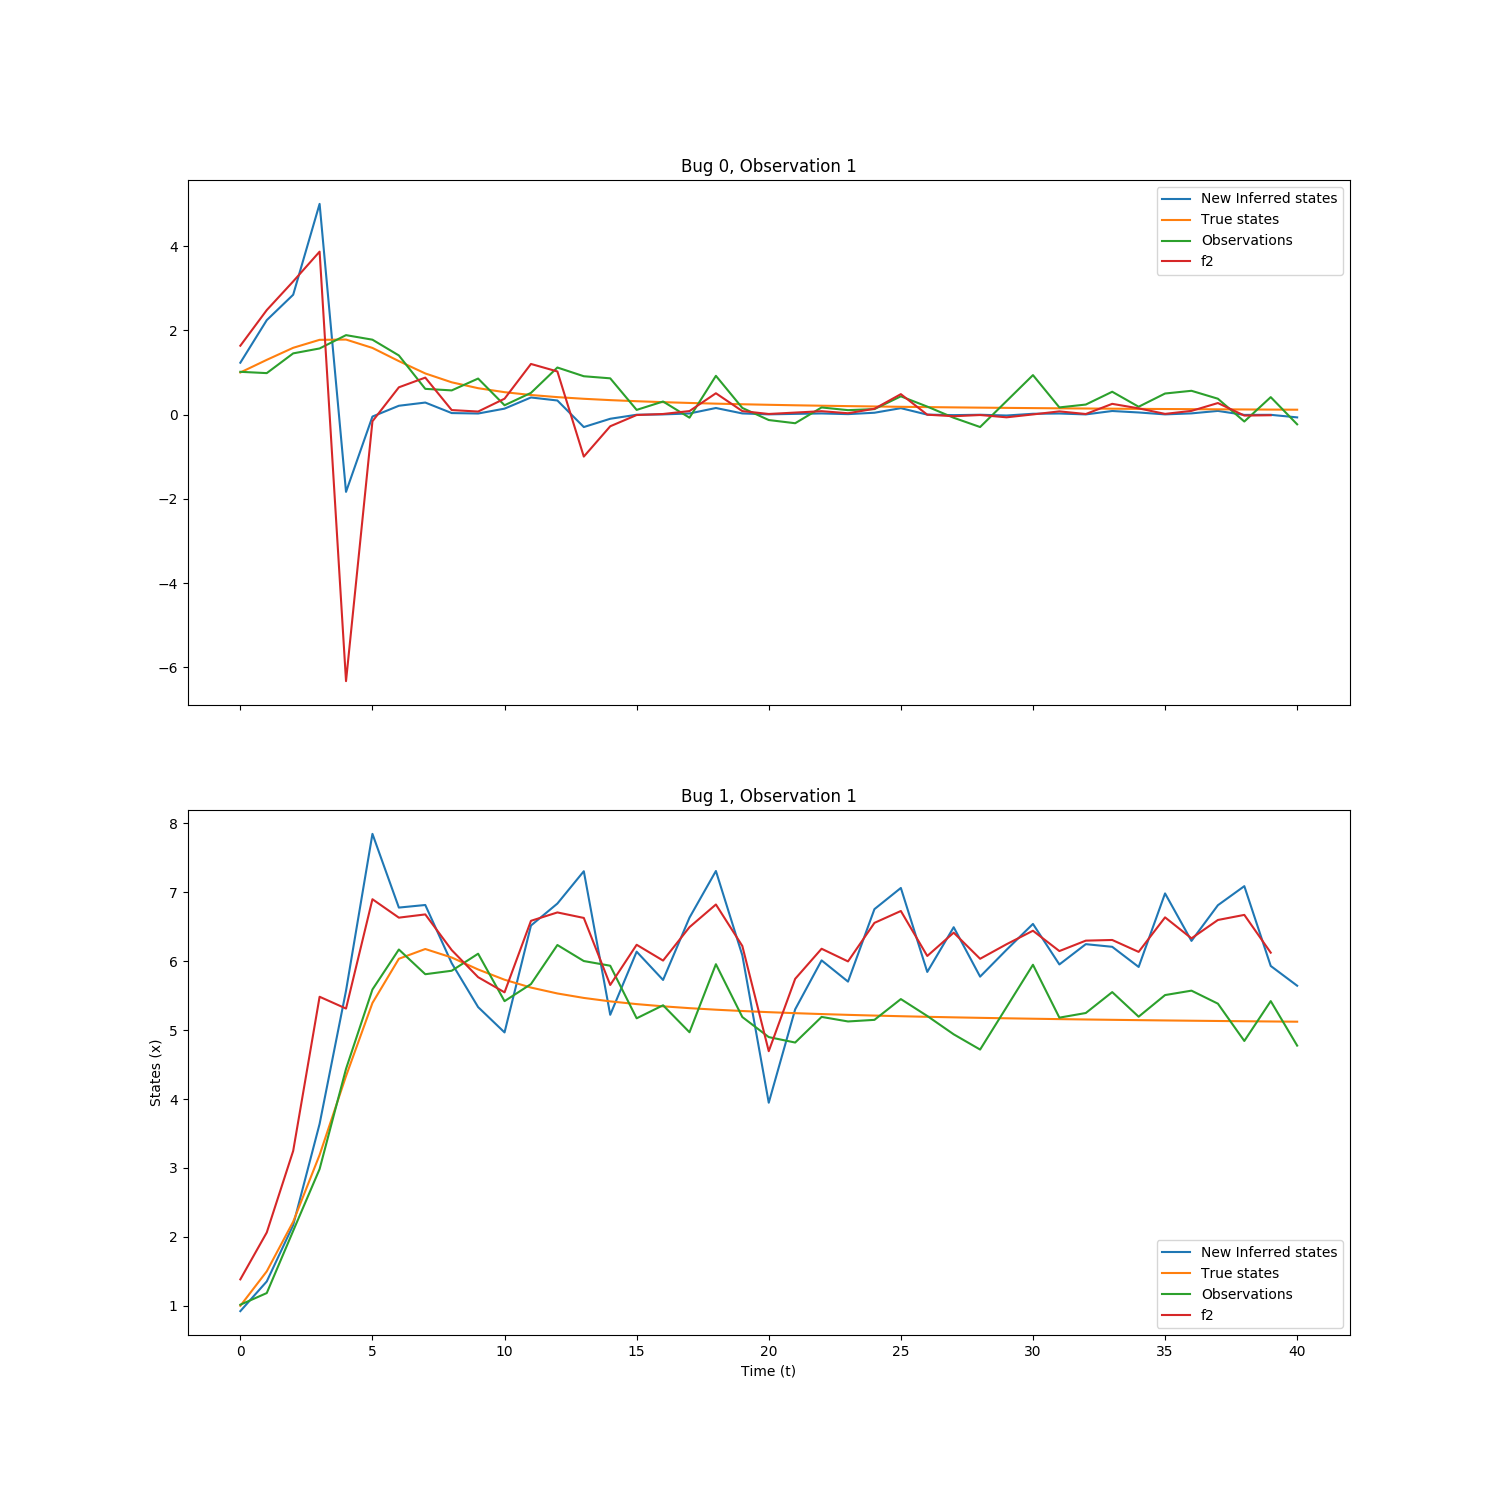 Bug 0, Observation 1
New Inferred states
True states
Observations
f2
4
2
0
−2
−4
−6
Bug 1, Observation 1
8
7
6
5
4
3
2
1
States (x)
New Inferred states
True states
Observations
f2
0 5 10 15 20 25 30 35 40
Time (t)